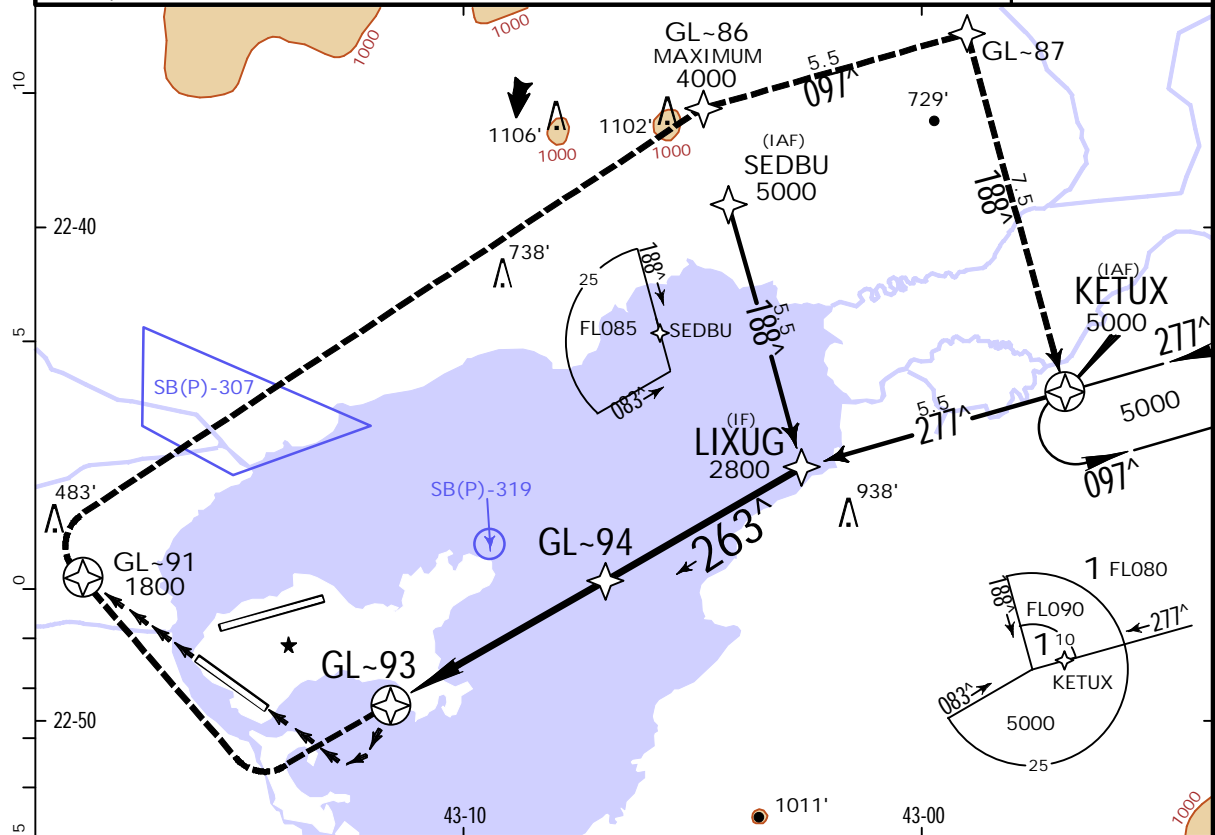 1000
1000
GL~86
MAXIMUM
4000
5.5
097^
GL~87
10
729'
1106'
1000
1102'
1000
(IAF)
SEDBU
5000
7.5
188^
22-40
738'
188^
25
FL085
SEDBU
083^
5.5
188^
(IAF)
KETUX
5000
277^
5000
097^
5
SB(P)-307
5.5
277^
(IF)
LIXUG
2800
483'
SB(P)-319
938'
263^
GL~94
GL~91
1800
0
GL~93
1 FL080
188^
FL090
1 10
277^
KETUX
083^
5000
25
22-50
43-10
43-00
1011'
1000
5